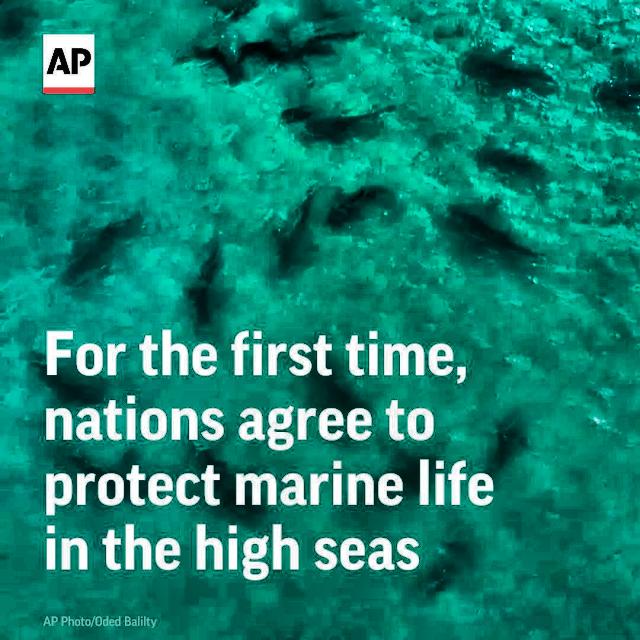 AP
For the first time,
nations agree to
protect marine life
in the high seas
AP Photo/Oded Balilty